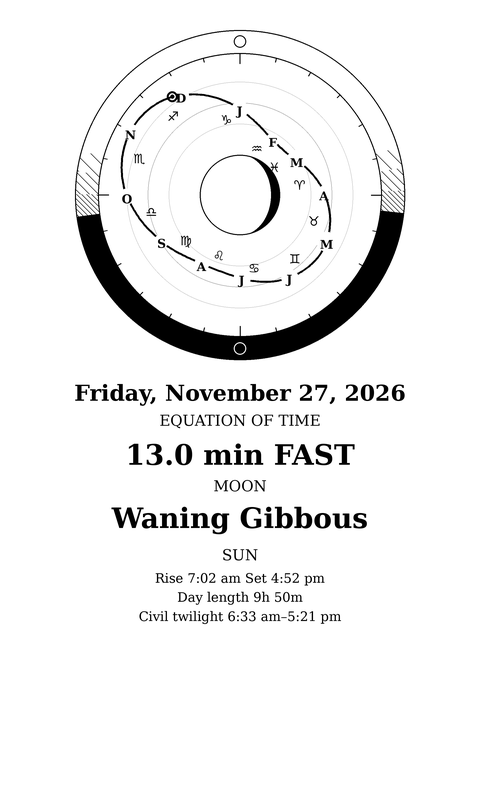 D
J
N
F
M
O
A
S
M
A
J
J
♐
♑
♒
♏
♓
♈
♎
♉
♍
♌
♋
♊
Friday, November 27, 2026
EQUATION OF TIME
13.0 min FAST
MOON
Waning Gibbous
SUN
Rise 7:02 am Set 4:52 pm
Day length 9h 50m
Civil twilight 6:33 am–5:21 pm